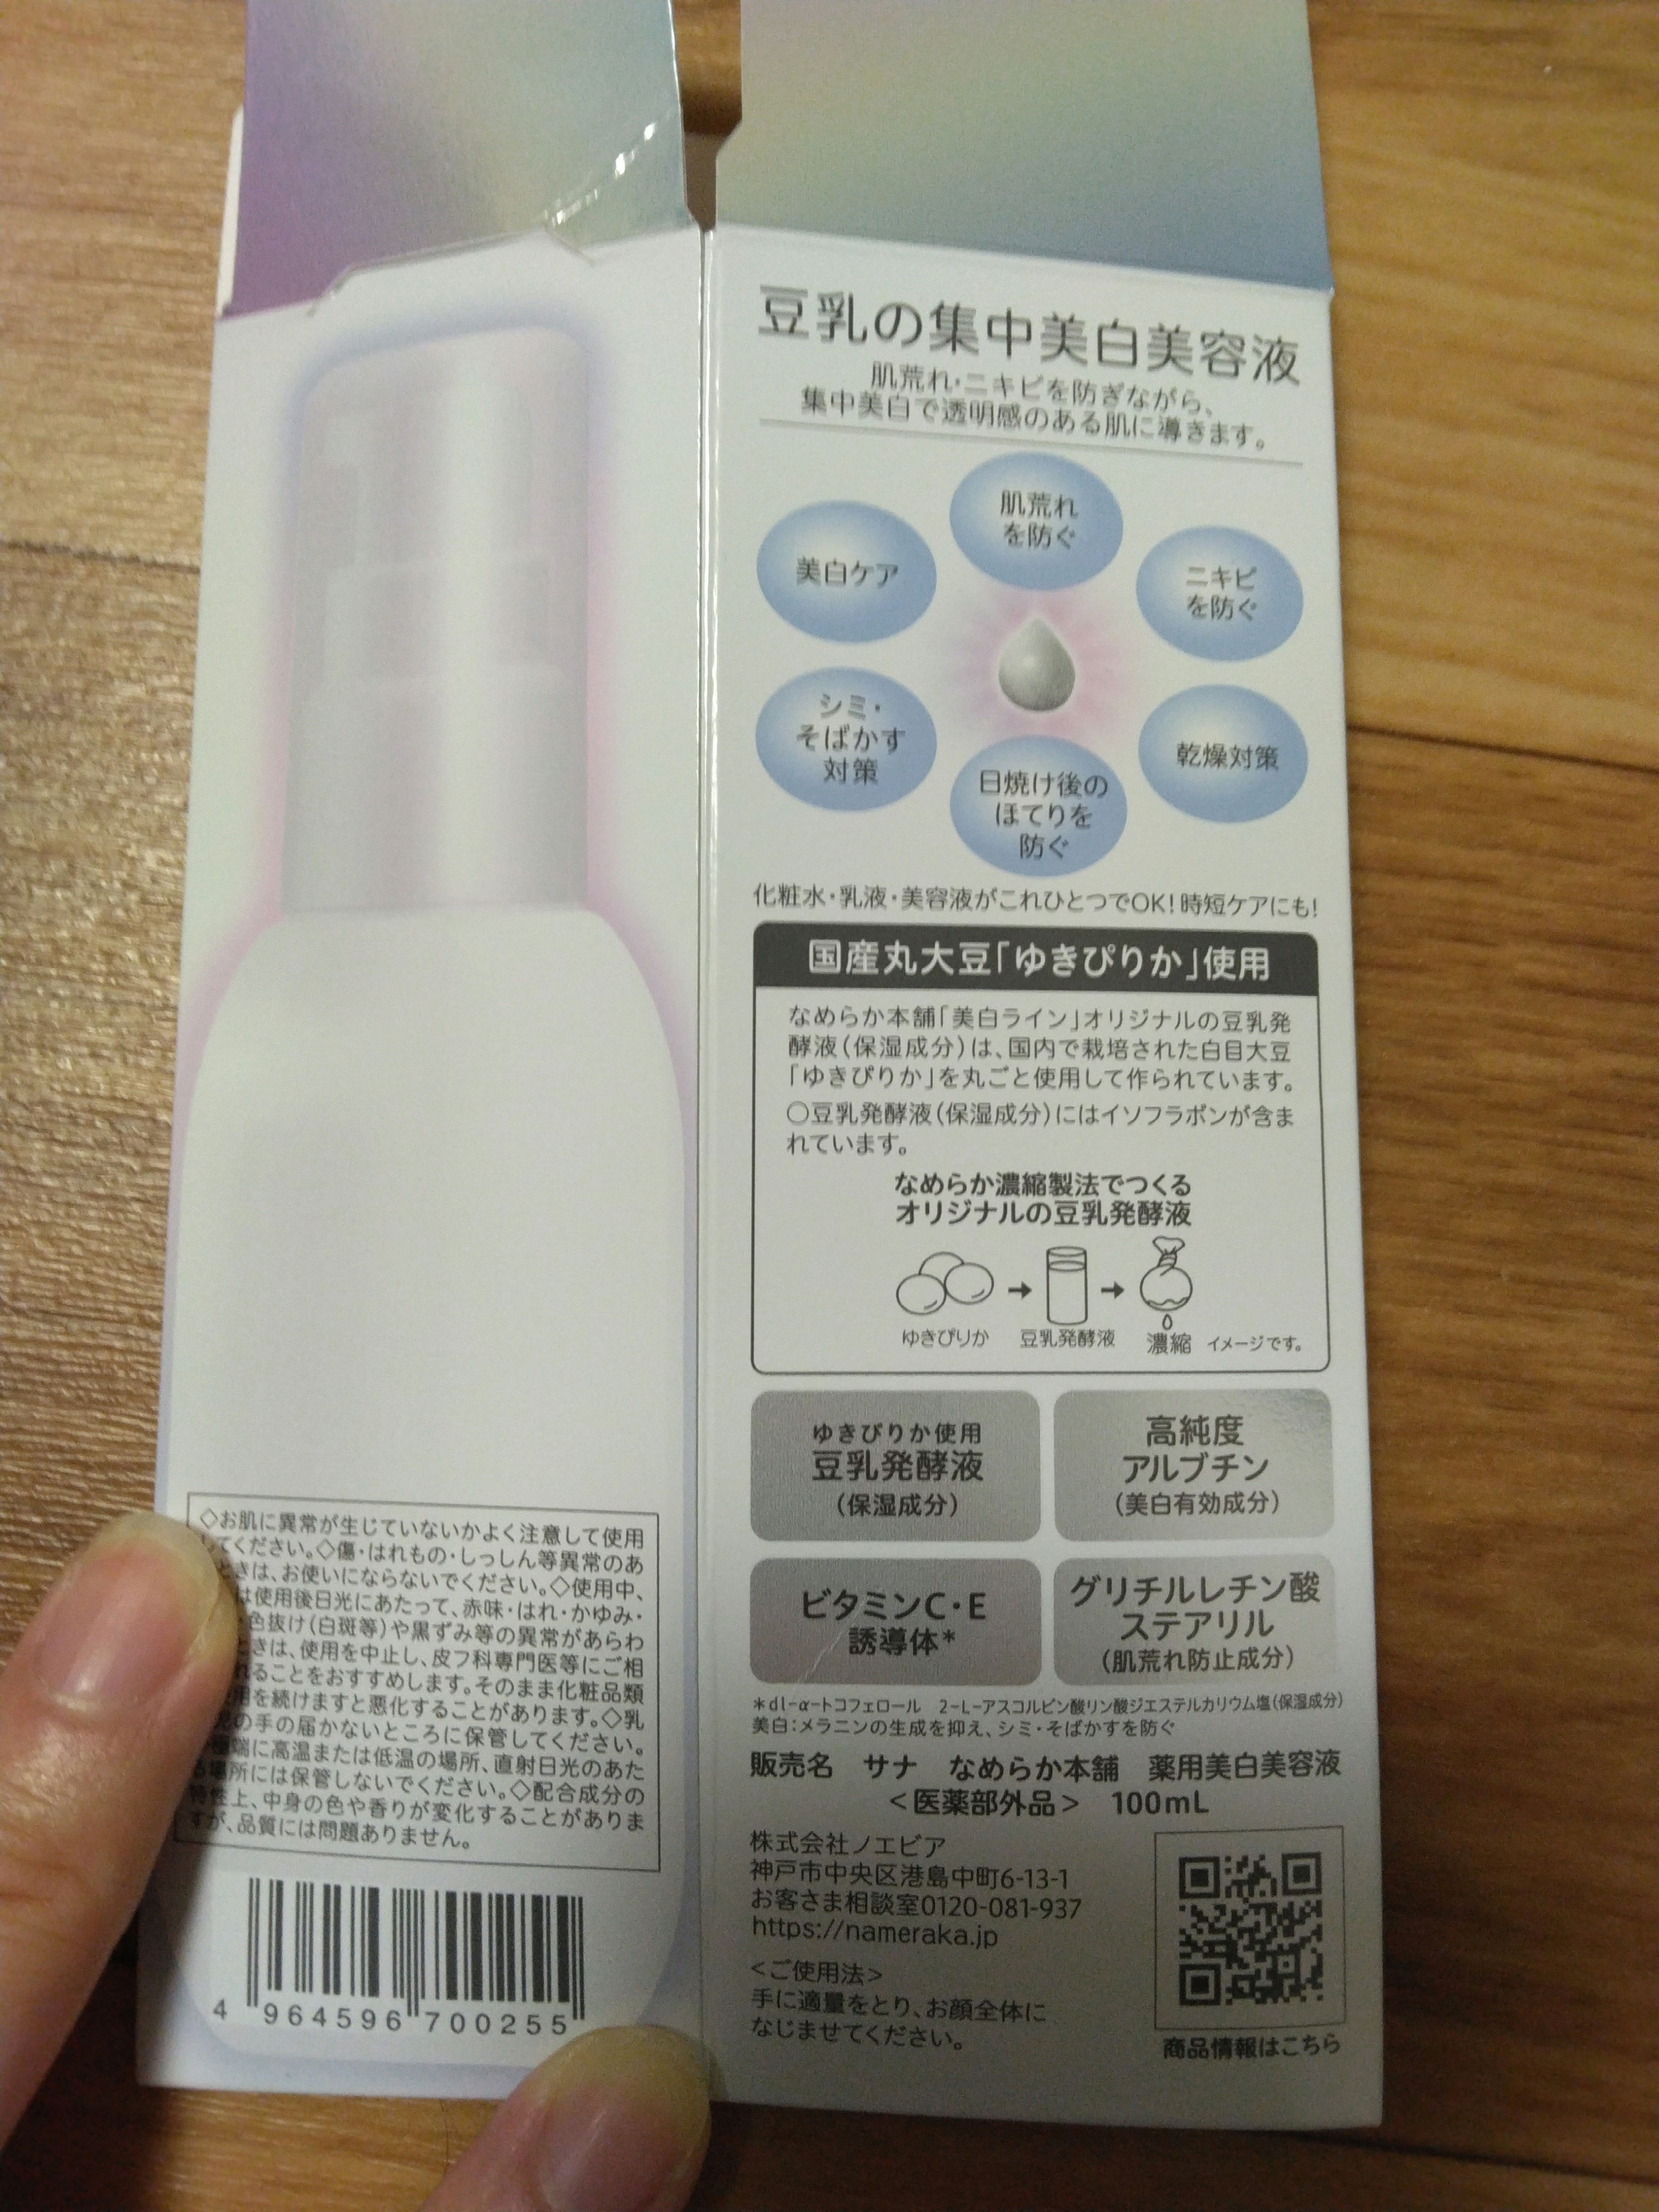 ◇お肌に異常が生じていないかよく注意して使用
してください。◇傷・はれもの・しっしん等異常のあ
ときは、お使いにならないでください。◇使用中、
は使用後日光にあたって、赤味・はれ・かゆみ・
色抜け(白斑等)や黒ずみ等の異常があらわ
ときは、使用を中止し、皮フ科専門医等にご相
れることをおすすめします。そのまま化粧品類
用を続けますと悪化することがあります。◇乳
の手の届かないところに保管してください。
端に高温または低温の場所、直射日光のあた
る場所には保管しないでください。◇配合成分の
特性上、中身の色や香りが変化することがありま
すが、品質には問題ありません。
4 964596 700255
豆乳の集中美白美容液
肌荒れ・ニキビを防ぎながら、
集中美白で透明感のある肌に導きます。
肌荒れ
を防ぐ
美白ケア
ニキビ
を防ぐ
シミ・
そばかす
対策
乾燥対策
日焼け後の
ほてりを
防ぐ
化粧水・乳液・美容液がこれひとつでOK!時短ケアにも!
国産丸大豆「ゆきぴりか」使用
なめらか本舗「美白ライン」オリジナルの豆乳発
酵液(保湿成分)は、国内で栽培された白目大豆
「ゆきぴりか」を丸ごと使用して作られています。
○豆乳発酵液(保湿成分)にはイソフラボンが含ま
れています。
なめらか濃縮製法でつくる
オリジナルの豆乳発酵液
ゆきぴりか 豆乳発酵液 濃縮 イメージです。
ゆきぴりか使用
豆乳発酵液
(保湿成分)
高純度
アルブチン
(美白有効成分)
ビタミンC・E
誘導体*
グリチルレチン酸
ステアリル
(肌荒れ防止成分)
*dl-α-トコフェロール 2-L-アスコルビン酸リン酸ジエステルカリウム塩(保湿成分)
美白:メラニンの生成を抑え、シミ・そばかすを防ぐ
販売名 サナ なめらか本舗 薬用美白美容液
<医薬部外品> 100mL
株式会社ノエビア
神戸市中央区港島中町6-13-1
お客さま相談室0120-081-937
https://nameraka.jp
<ご使用法>
手に適量をとり、お顔全体に
なじませてください。
商品情報はこちら